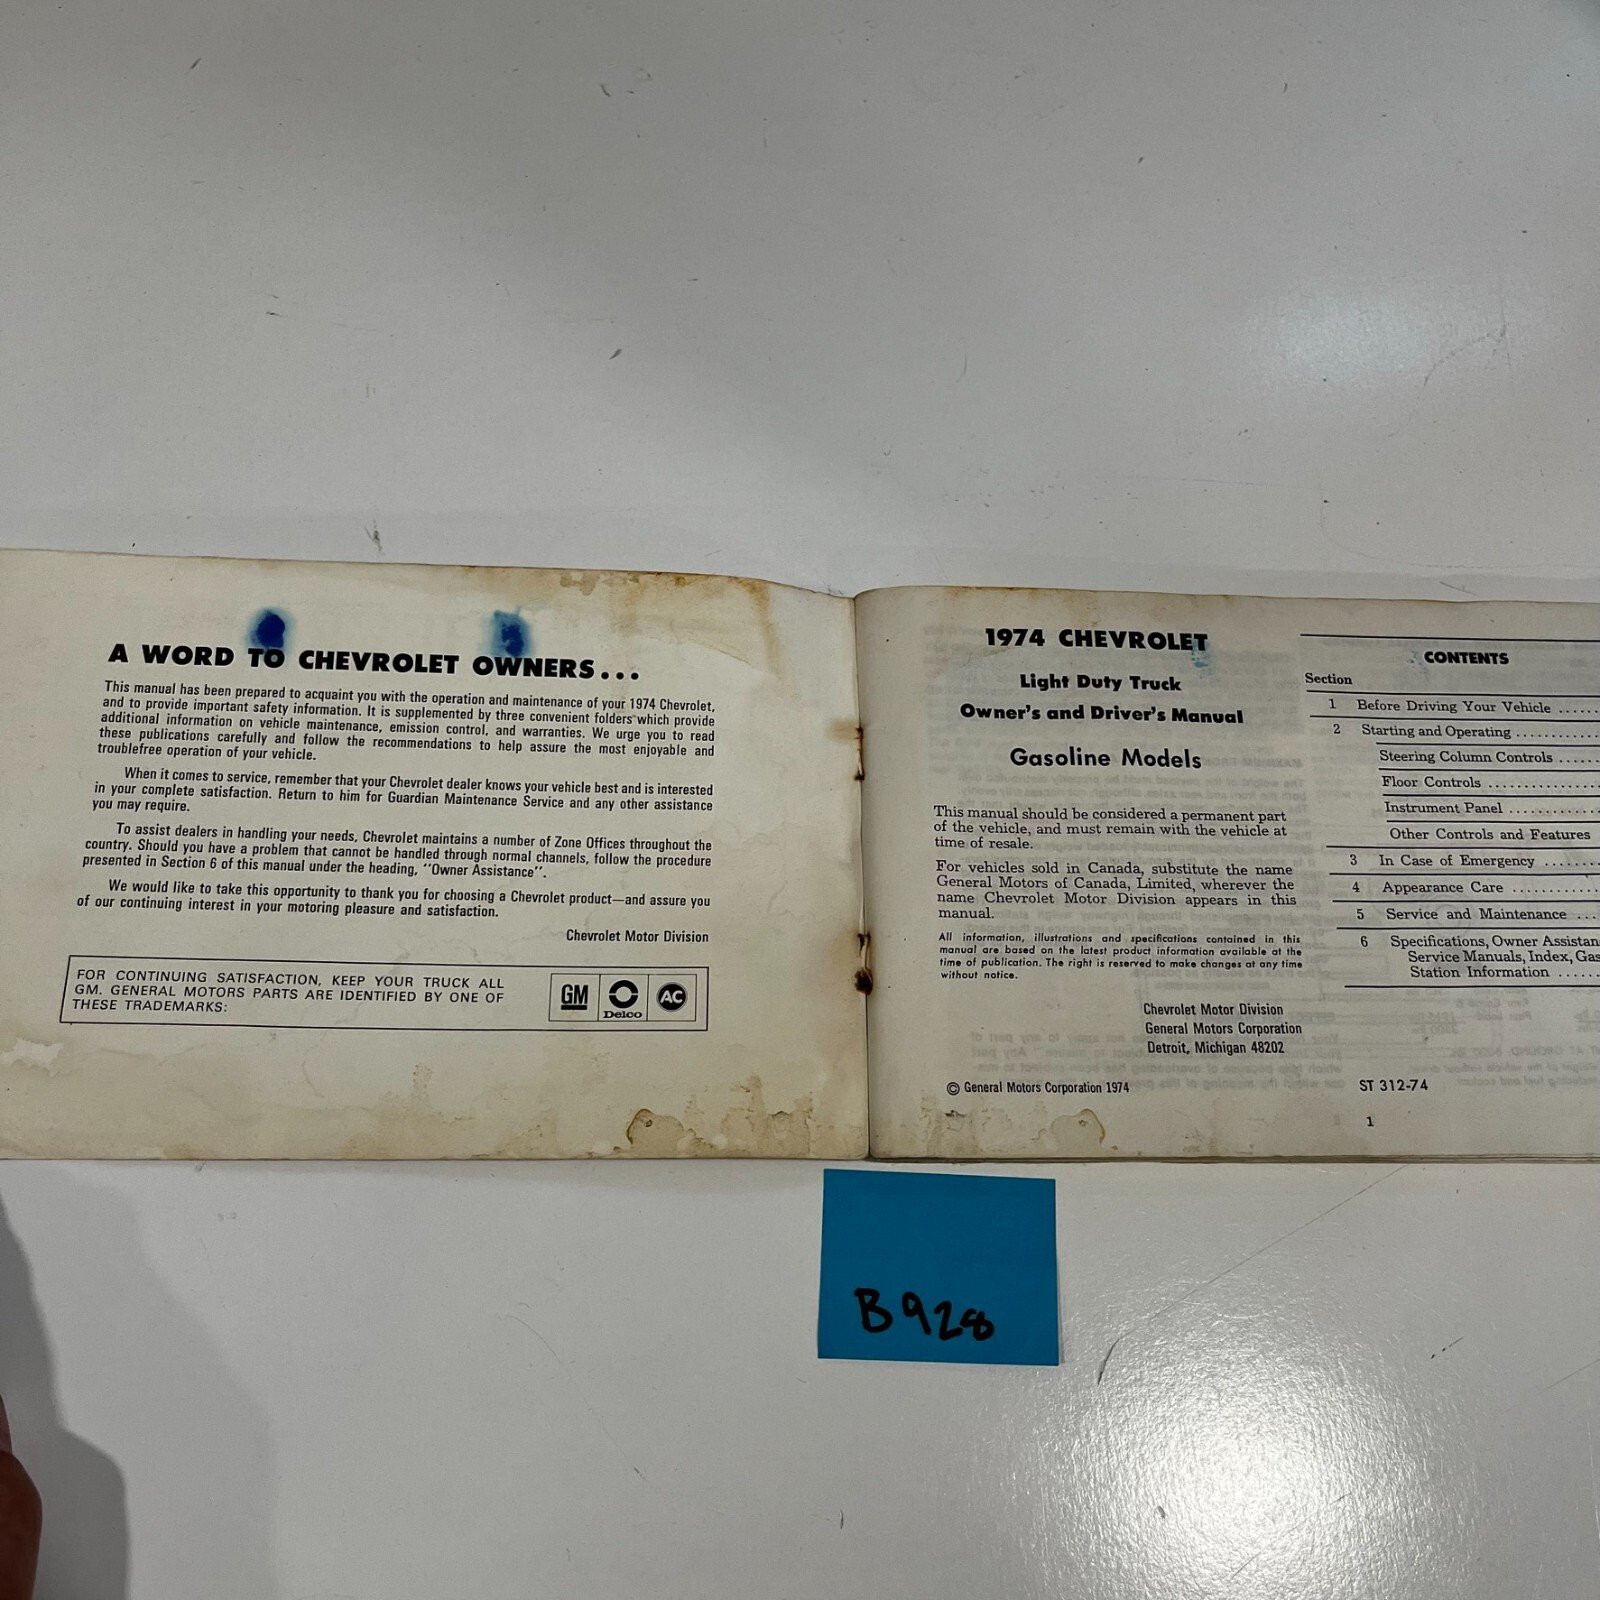 A WORD TO CHEVROLET OWNERS...
This manual has been prepared to acquaint you with the operation and maintenance of your 1974 Chevrolet,
and to provide important safety information. It is supplemented by three convenient folders which provide
additional information on vehicle maintenance, emission control, and warranties. We urge you to read
these publications carefully and follow the recommendations to help assure the most enjoyable and
troublefree operation of your vehicle.
When it comes to service, remember that your Chevrolet dealer knows your vehicle best and is interested
in your complete satisfaction. Return to him for Guardian Maintenance Service and any other assistance
you may require.
To assist dealers in handling your needs, Chevrolet maintains a number of Zone Offices throughout the
country. Should you have a problem that cannot be handled through normal channels, follow the procedure
presented in Section 6 of this manual under the heading, "Owner Assistance".
We would like to take this opportunity to thank you for choosing a Chevrolet product—and assure you
of our continuing interest in your motoring pleasure and satisfaction.
Chevrolet Motor Division
FOR CONTINUING SATISFACTION, KEEP YOUR TRUCK ALL
GM. GENERAL MOTORS PARTS ARE IDENTIFIED BY ONE OF
THESE TRADEMARKS:
GM
Delco
AC
1974 CHEVROLET
Light Duty Truck
Owner's and Driver's Manual
Gasoline Models
This manual should be considered a permanent part
of the vehicle, and must remain with the vehicle at
time of resale.
For vehicles sold in Canada, substitute the name
General Motors of Canada, Limited, wherever the
name Chevrolet Motor Division appears in this
manual.
All information, illustrations and specifications contained in this
manual are based on the latest product information available at the
time of publication. The right is reserved to make changes at any time
without notice.
Chevrolet Motor Division
General Motors Corporation
Detroit, Michigan 48202
© General Motors Corporation 1974
ST 312-74
1
CONTENTS
Section
1 Before Driving Your Vehicle ......
2 Starting and Operating ............
Steering Column Controls ......
Floor Controls ................
Instrument Panel .............
Other Controls and Features
3 In Case of Emergency ........
4 Appearance Care ............
5 Service and Maintenance ...
6 Specifications, Owner Assistan
Service Manuals, Index, Gas
Station Information ......
B928